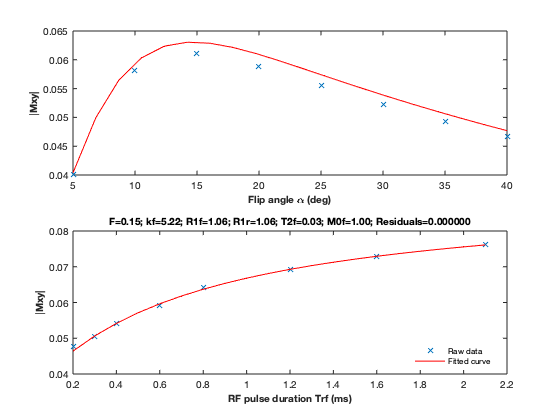 0.065
0.06
0.055
0.05
0.045
0.04
|Mxy|
5 10 15 20 25 30 35 40
Flip angle α (deg)
F=0.15; kf=5.22; R1f=1.06; R1r=1.06; T2f=0.03; M0f=1.00; Residuals=0.000000
0.08
0.07
0.06
0.05
0.04
|Mxy|
Raw data
Fitted curve
0.2 0.4 0.6 0.8 1 1.2 1.4 1.6 1.8 2 2.2
RF pulse duration Trf (ms)